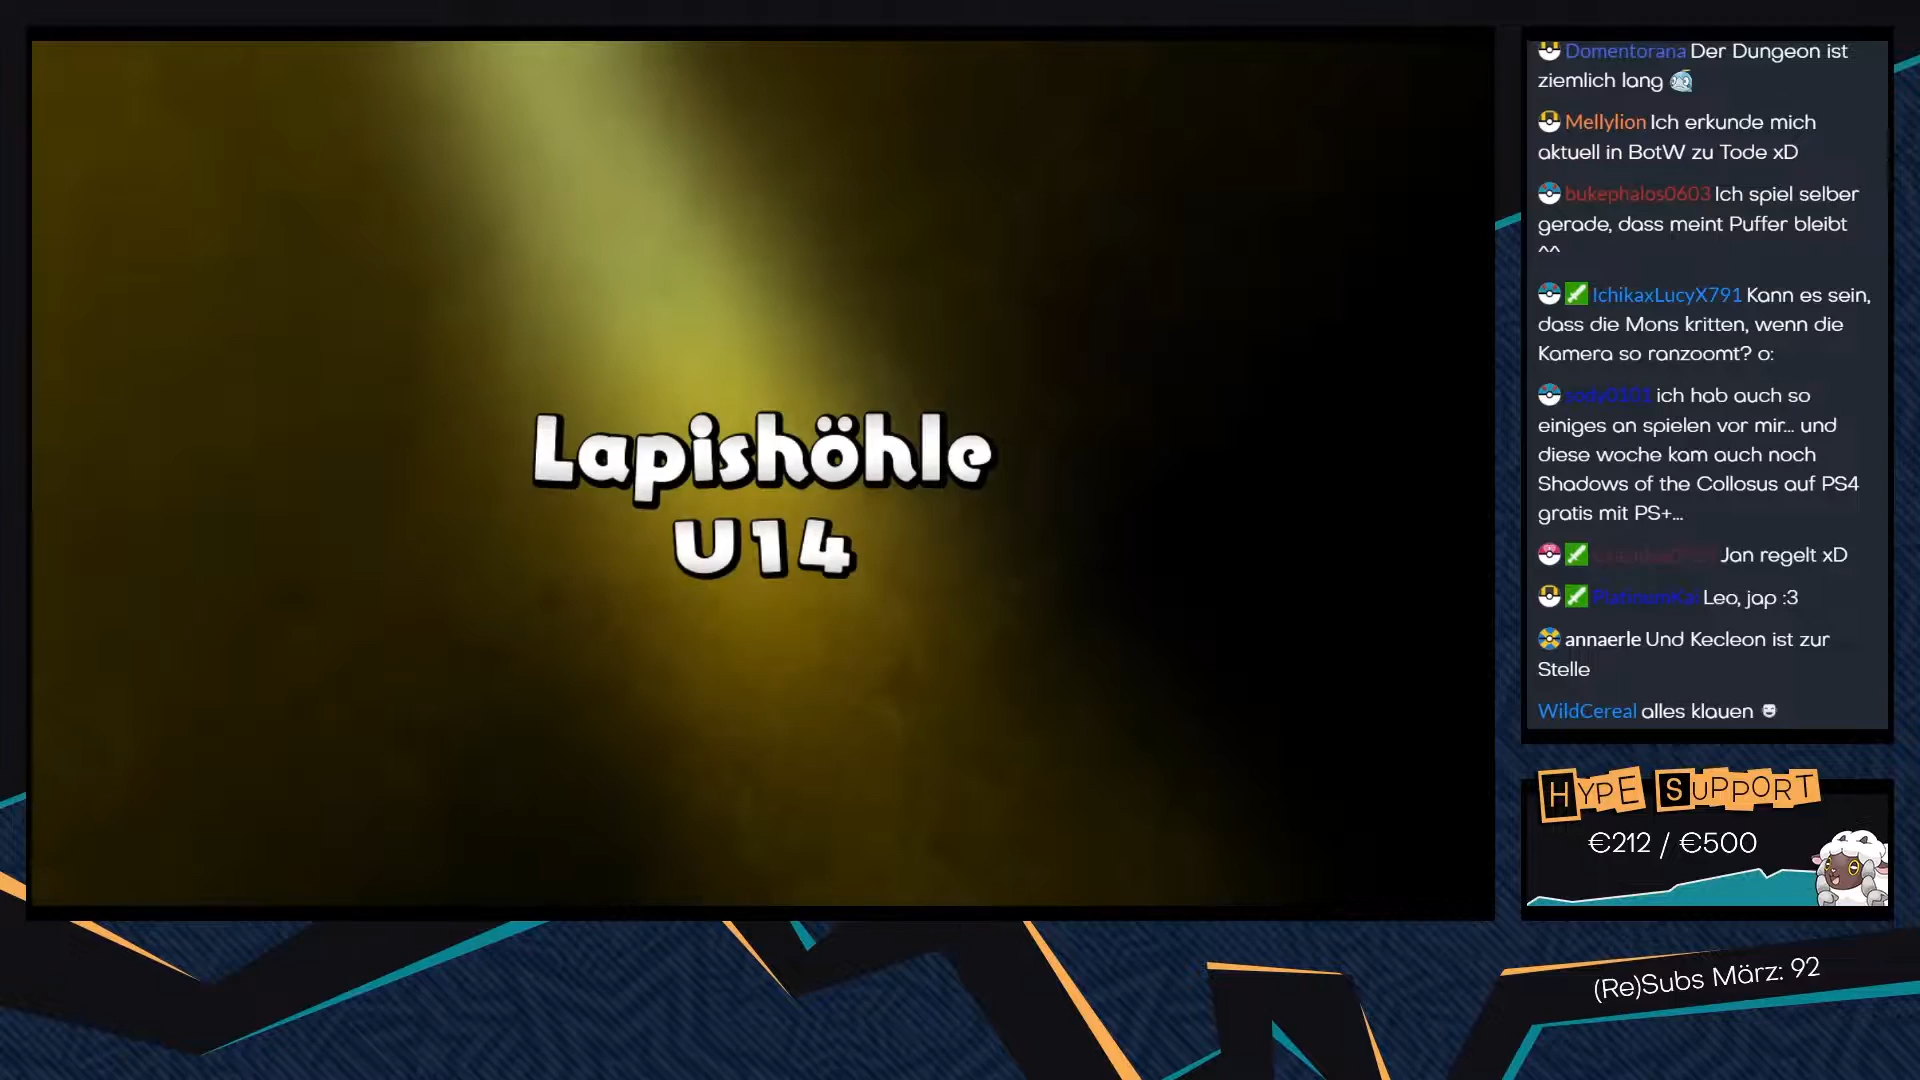 Lapishöhle
U14
Domentorana Der Dungeon ist
ziemlich lang
Mellylion Ich erkunde mich
aktuell in BotW zu Tode xD
bukephalos0603 Ich spiel selber
gerade, dass meint Puffer bleibt
^^
IchikaxLucyX791 Kann es sein,
dass die Mons kritten, wenn die
Kamera so ranzoomt? o:
ich hab auch so
einiges an spielen vor mir... und
diese woche kam auch noch
Shadows of the Collosus auf PS4
gratis mit PS+...
Jan regelt xD
PlatinumKai Leo, jap :3
annaerle Und Kecleon ist zur
Stelle
WildCereal alles klauen
HYPE SUPPORT
€212 / €500
(Re)Subs März: 92